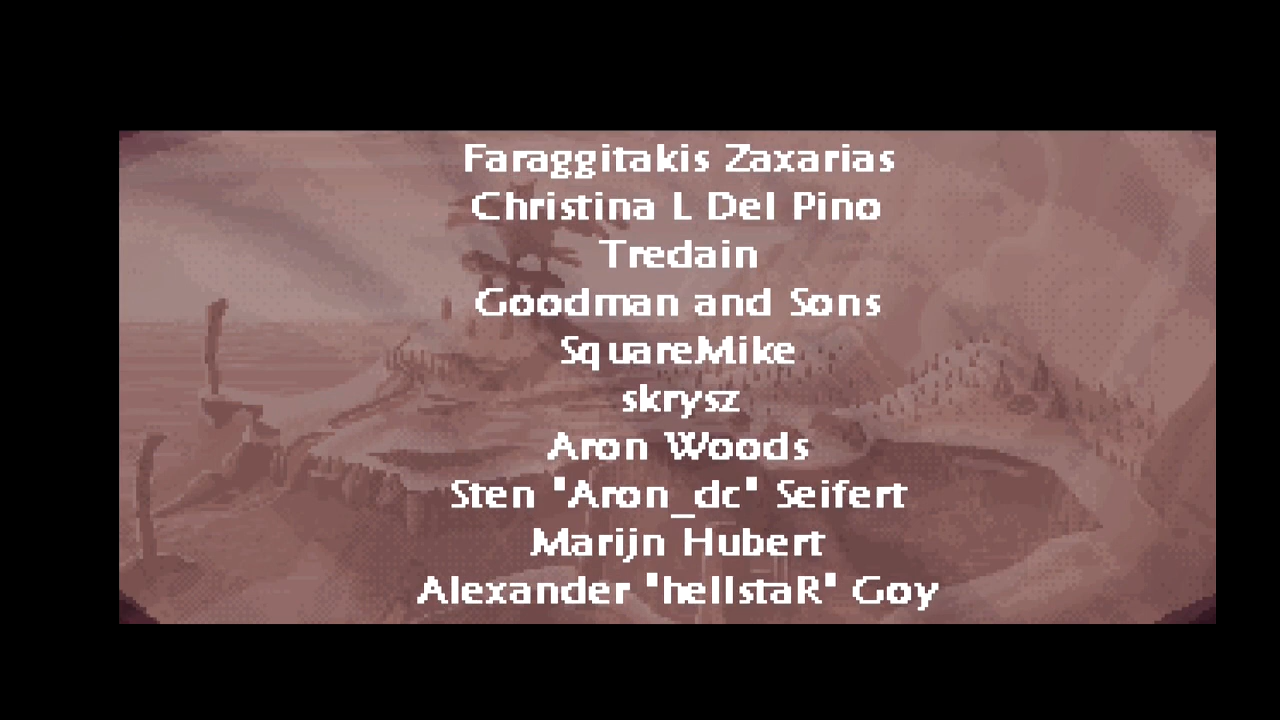 Faraggitakis Zaxarias
Christina L Del Pino
Tredain
Goodman and Sons
SquareMike
skrysz
Aron Woods
Sten "Aron_dc" Seifert
Marijn Hubert
Alexander "hellstaR" Goy